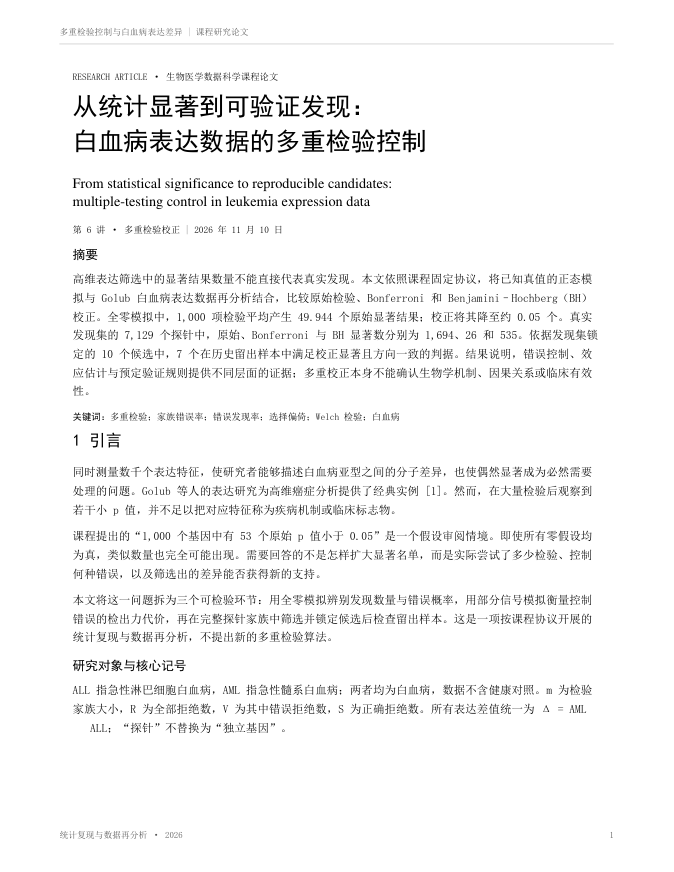 多重检验控制与白血病表达差异 | 课程研究论文
RESEARCH ARTICLE • 生物医学数据科学课程论文
从统计显著到可验证发现：
白血病表达数据的多重检验控制
From statistical significance to reproducible candidates:
multiple-testing control in leukemia expression data
第 6 讲 • 多重检验校正 | 2026 年 11 月 10 日
摘要
高维表达筛选中的显著结果数量不能直接代表真实发现。本文依照课程固定协议，将已知真值的正态模
拟与 Golub 白血病表达数据再分析结合，比较原始检验、Bonferroni 和 Benjamini–Hochberg（BH）
校正。全零模拟中，1,000 项检验平均产生 49.944 个原始显著结果；校正将其降至约 0.05 个。真实
发现集的 7,129 个探针中，原始、Bonferroni 与 BH 显著数分别为 1,694、26 和 535。依据发现集锁
定的 10 个候选中，7 个在历史留出样本中满足校正显著且方向一致的判据。结果说明，错误控制、效
应估计与预定验证规则提供不同层面的证据；多重校正本身不能确认生物学机制、因果关系或临床有效
性。
关键词：多重检验；家族错误率；错误发现率；选择偏倚；Welch 检验；白血病
1 引言
同时测量数千个表达特征，使研究者能够描述白血病亚型之间的分子差异，也使偶然显著成为必然需要
处理的问题。Golub 等人的表达研究为高维癌症分析提供了经典实例 [1]。然而，在大量检验后观察到
若干小 p 值，并不足以把对应特征称为疾病机制或临床标志物。
课程提出的“1,000 个基因中有 53 个原始 p 值小于 0.05”是一个假设审阅情境。即使所有零假设均
为真，类似数量也完全可能出现。需要回答的不是怎样扩大显著名单，而是实际尝试了多少检验、控制
何种错误，以及筛选出的差异能否获得新的支持。
本文将这一问题拆为三个可检验环节：用全零模拟辨别发现数量与错误概率，用部分信号模拟衡量控制
错误的检出力代价，再在完整探针家族中筛选并锁定候选后检查留出样本。这是一项按课程协议开展的
统计复现与数据再分析，不提出新的多重检验算法。
研究对象与核心记号
ALL 指急性淋巴细胞白血病，AML 指急性髓系白血病；两者均为白血病，数据不含健康对照。m 为检验
家族大小，R 为全部拒绝数，V 为其中错误拒绝数，S 为正确拒绝数。所有表达差值统一为 Δ = AML
ALL；“探针”不替换为“独立基因”。
统计复现与数据再分析 • 2026
1